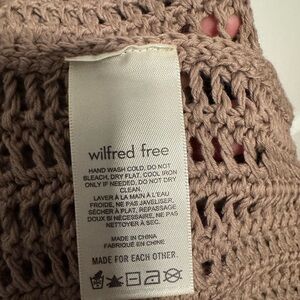 wilfred free
HAND WASH COLD, DO NOT
BLEACH, DRY FLAT. COOL IRON
ONLY IF NEEDED, DO NOT DRY
CLEAN.
LAVER À LA MAIN À L'EAU
FROIDE, NE PAS JAVELISER,
SÉCHER À PLAT. REPASSAGE
DOUX SI NÉCESSAIRE, NE PAS
NETTOYER À SEC.
MADE IN CHINA
FABRIQUÉ EN CHINE
MADE FOR EACH OTHER.